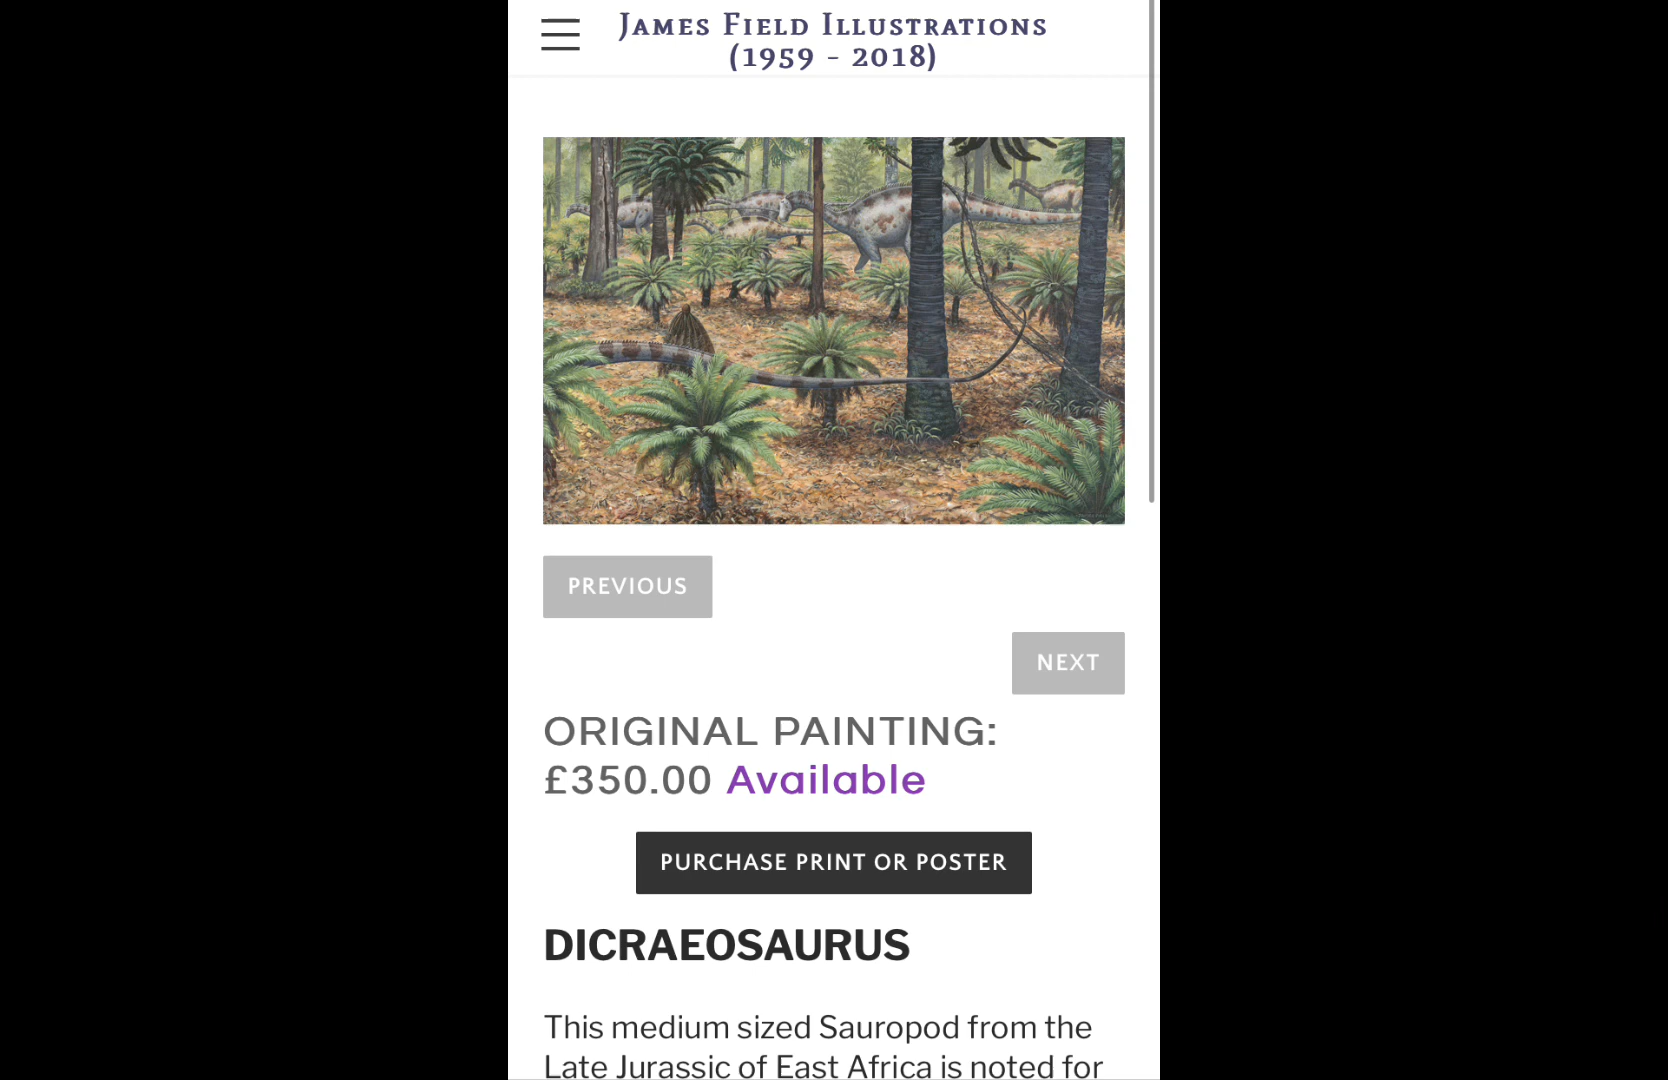 James Field Illustrations
(1959 - 2018)
PREVIOUS
NEXT
ORIGINAL PAINTING:
£350.00 Available
PURCHASE PRINT OR POSTER
DICRAEOSAURUS
This medium sized Sauropod from the
Late Jurassic of East Africa is noted for